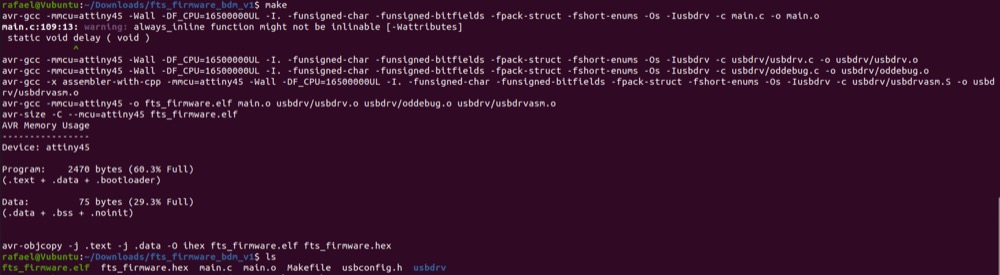 rafael@Vubuntu:~/Downloads/fts_firmware_bdm_v1$ make
avr-gcc -mmcu=attiny45 -Wall -DF_CPU=16500000UL -I. -funsigned-char -funsigned-bitfields -fpack-struct -fshort-enums -Os -Iusbdrv -c main.c -o main.o
main.c:109:13: warning: always_inline function might not be inlinable [-Wattributes]
 static void delay ( void )
             ^
avr-gcc -mmcu=attiny45 -Wall -DF_CPU=16500000UL -I. -funsigned-char -funsigned-bitfields -fpack-struct -fshort-enums -Os -Iusbdrv -c usbdrv/usbdrv.c -o usbdrv/usbdrv.o
avr-gcc -mmcu=attiny45 -Wall -DF_CPU=16500000UL -I. -funsigned-char -funsigned-bitfields -fpack-struct -fshort-enums -Os -Iusbdrv -c usbdrv/oddebug.c -o usbdrv/oddebug.o
avr-gcc -x assembler-with-cpp -mmcu=attiny45 -Wall -DF_CPU=16500000UL -I. -funsigned-char -funsigned-bitfields -fpack-struct -fshort-enums -Os -Iusbdrv -c usbdrv/usbdrvasm.S -o usbd
rv/usbdrvasm.o
avr-gcc -mmcu=attiny45 -o fts_firmware.elf main.o usbdrv/usbdrv.o usbdrv/oddebug.o usbdrv/usbdrvasm.o
avr-size -C --mcu=attiny45 fts_firmware.elf
AVR Memory Usage
----------------
Device: attiny45
Program:    2470 bytes (60.3% Full)
(.text + .data + .bootloader)
Data:         75 bytes (29.3% Full)
(.data + .bss + .noinit)
avr-objcopy -j .text -j .data -O ihex fts_firmware.elf fts_firmware.hex
rafael@Vubuntu:~/Downloads/fts_firmware_bdm_v1$ ls
fts_firmware.elf  fts_firmware.hex  main.c  main.o  Makefile  usbconfig.h  usbdrv